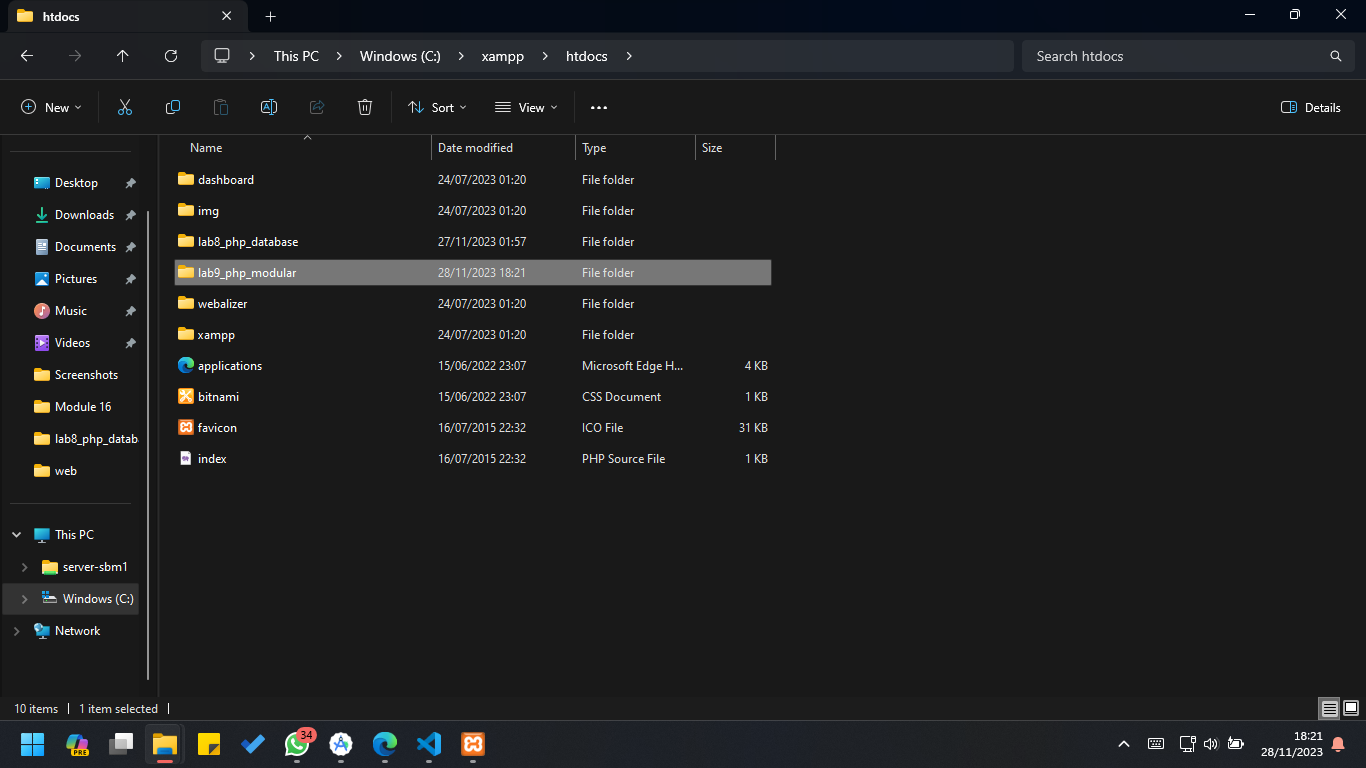 htdocs
This PC Windows (C:) xampp htdocs
Search htdocs
New
Sort
View
Details
Name Date modified Type Size
dashboard 24/07/2023 01:20 File folder
img 24/07/2023 01:20 File folder
lab8_php_database 27/11/2023 01:57 File folder
lab9_php_modular 28/11/2023 18:21 File folder
webalizer 24/07/2023 01:20 File folder
xampp 24/07/2023 01:20 File folder
applications 15/06/2022 23:07 Microsoft Edge H... 4 KB
bitnami 15/06/2022 23:07 CSS Document 1 KB
favicon 16/07/2015 22:32 ICO File 31 KB
index 16/07/2015 22:32 PHP Source File 1 KB
Desktop
Downloads
Documents
Pictures
Music
Videos
Screenshots
Module 16
lab8_php_datab
web
This PC
server-sbm1
Windows (C:)
Network
10 items 1 item selected
PRE
34
18:21
28/11/2023